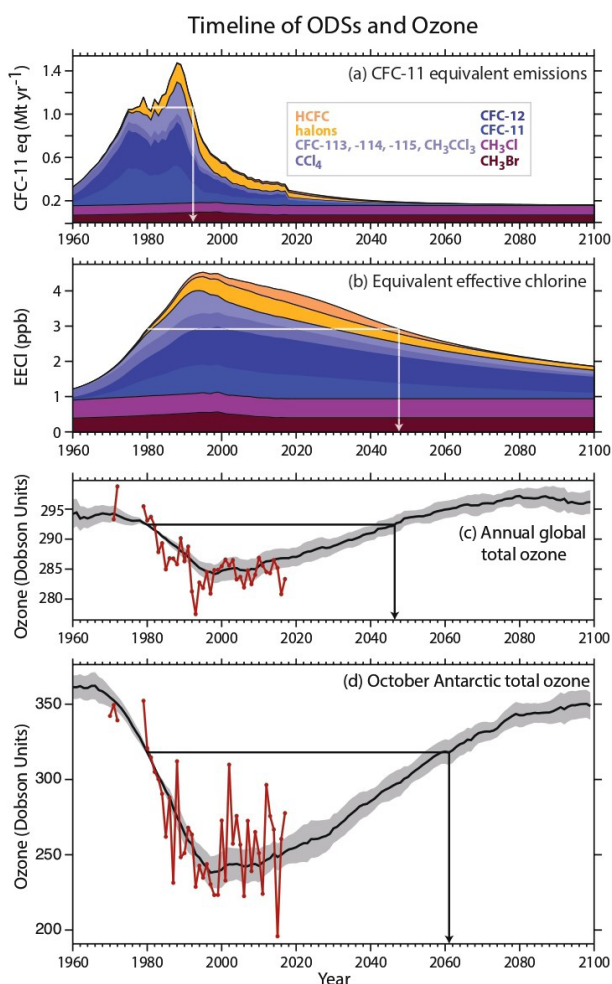 Timeline of ODSs and Ozone
(a) CFC-11 equivalent emissions
CFC-11 eq (Mt yr-1)
1.4
1.0
0.6
0.2
HCFC
halons
CFC-113, -114, -115, CH3CCl3
CCl4
CFC-12
CFC-11
CH3Cl
CH3Br
1960 1980 2000 2020 2040 2060 2080 2100
(b) Equivalent effective chlorine
EECl (ppb)
4
3
2
1
0
1960 1980 2000 2020 2040 2060 2080 2100
(c) Annual global
total ozone
Ozone (Dobson Units)
295
290
285
280
1960 1980 2000 2020 2040 2060 2080 2100
(d) October Antarctic total ozone
Ozone (Dobson Units)
350
300
250
200
1960 1980 2000 2020 2040 2060 2080 2100
Year